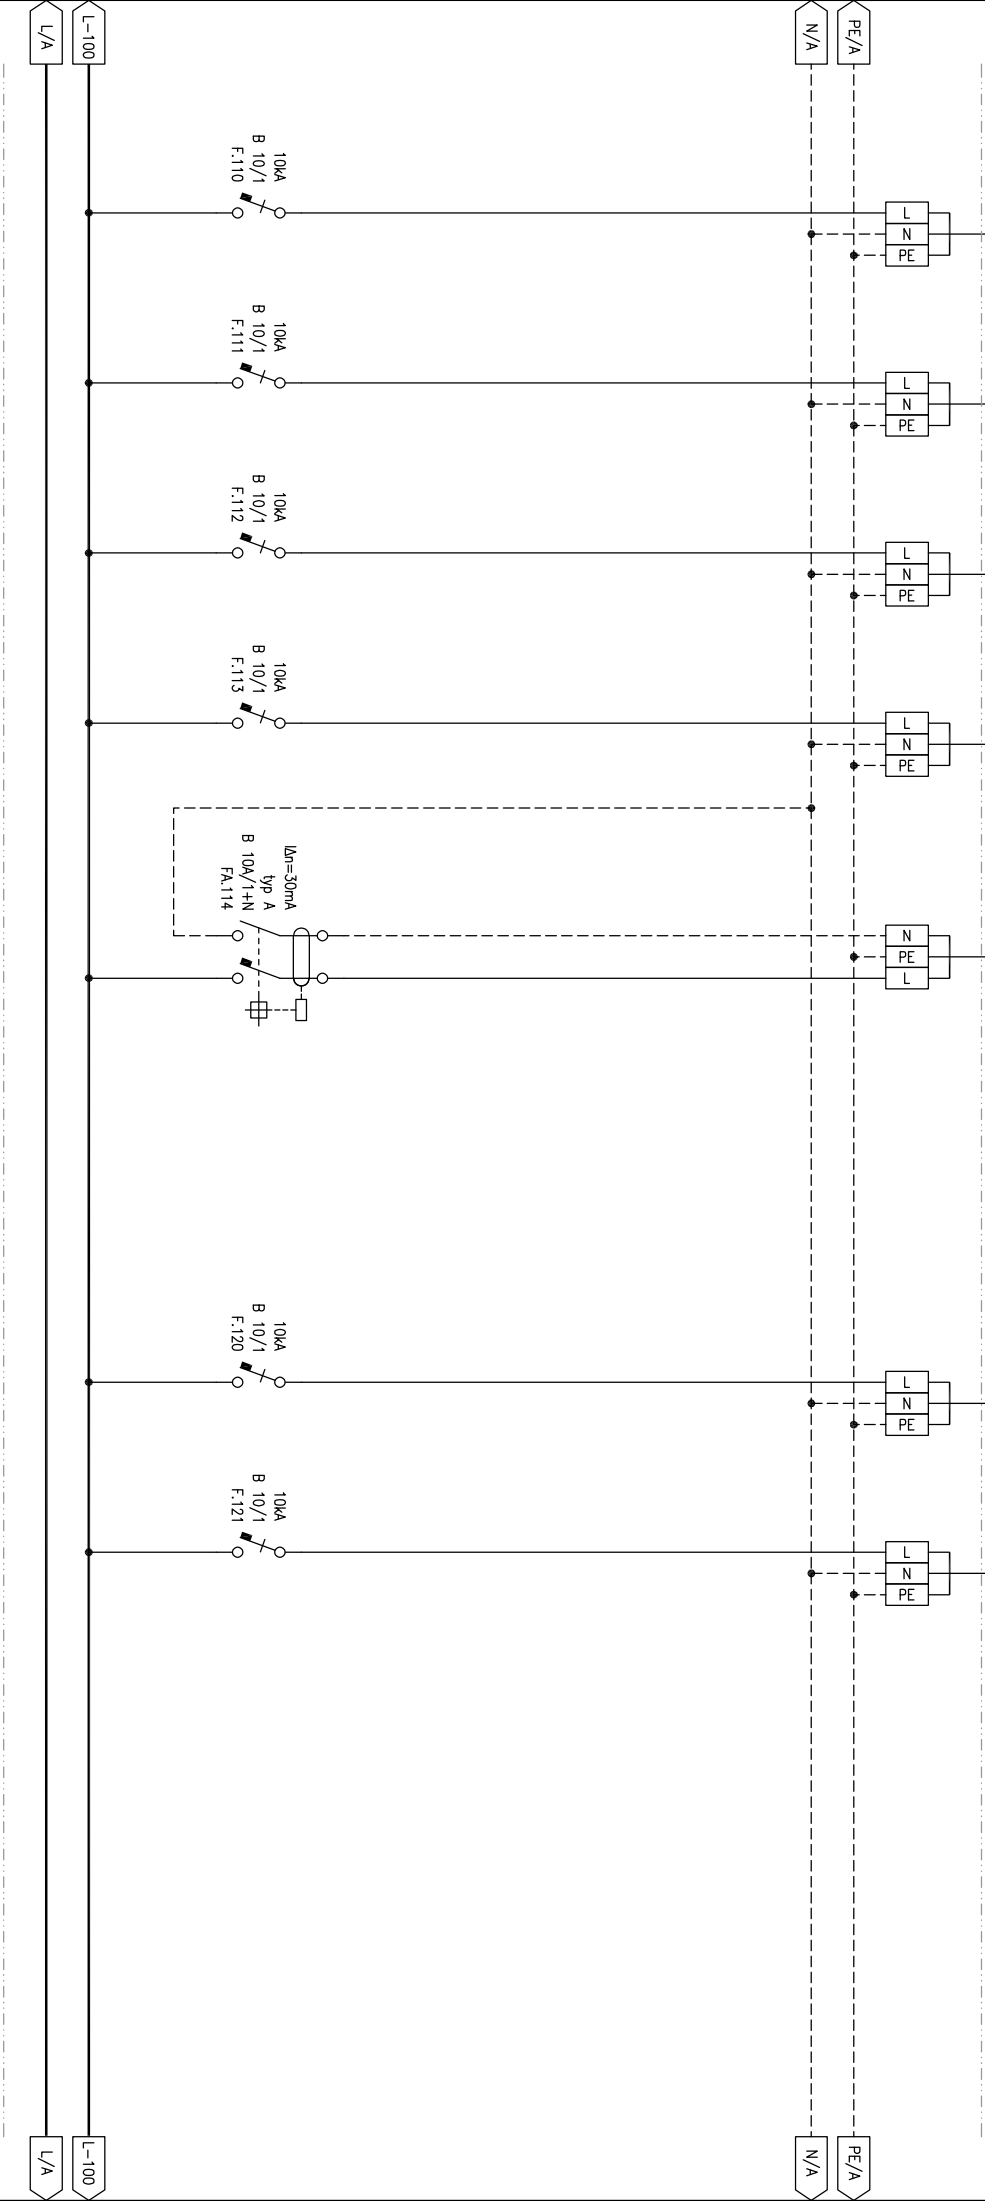 L/A
L-100
N/A
PE/A
10kA
B 10/1
F.110
L
N
PE
10kA
B 10/1
F.111
L
N
PE
10kA
B 10/1
F.112
L
N
PE
10kA
B 10/1
F.113
L
N
PE
IΔn=30mA
typ A
B 10A/1+N
FA.114
N
PE
L
10kA
B 10/1
F.120
L
N
PE
10kA
B 10/1
F.121
L
N
PE
L/A
L-100
N/A
PE/A